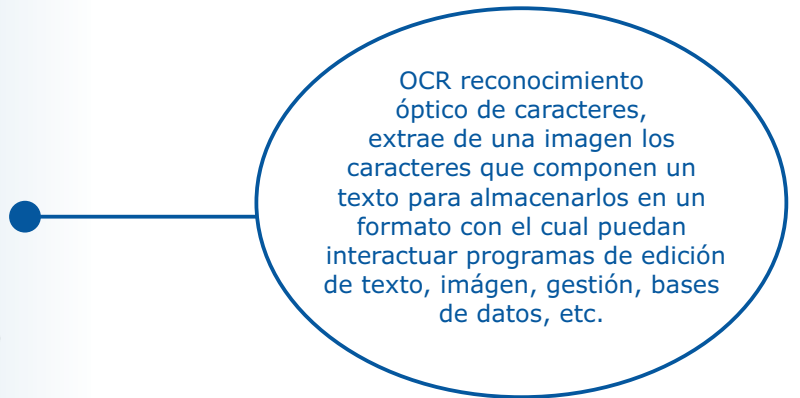 OCR reconocimiento
óptico de caracteres,
extrae de una imagen los
caracteres que componen un
texto para almacenarlos en un
formato con el cual puedan
interactuar programas de edición
de texto, imágen, gestión, bases
de datos, etc.